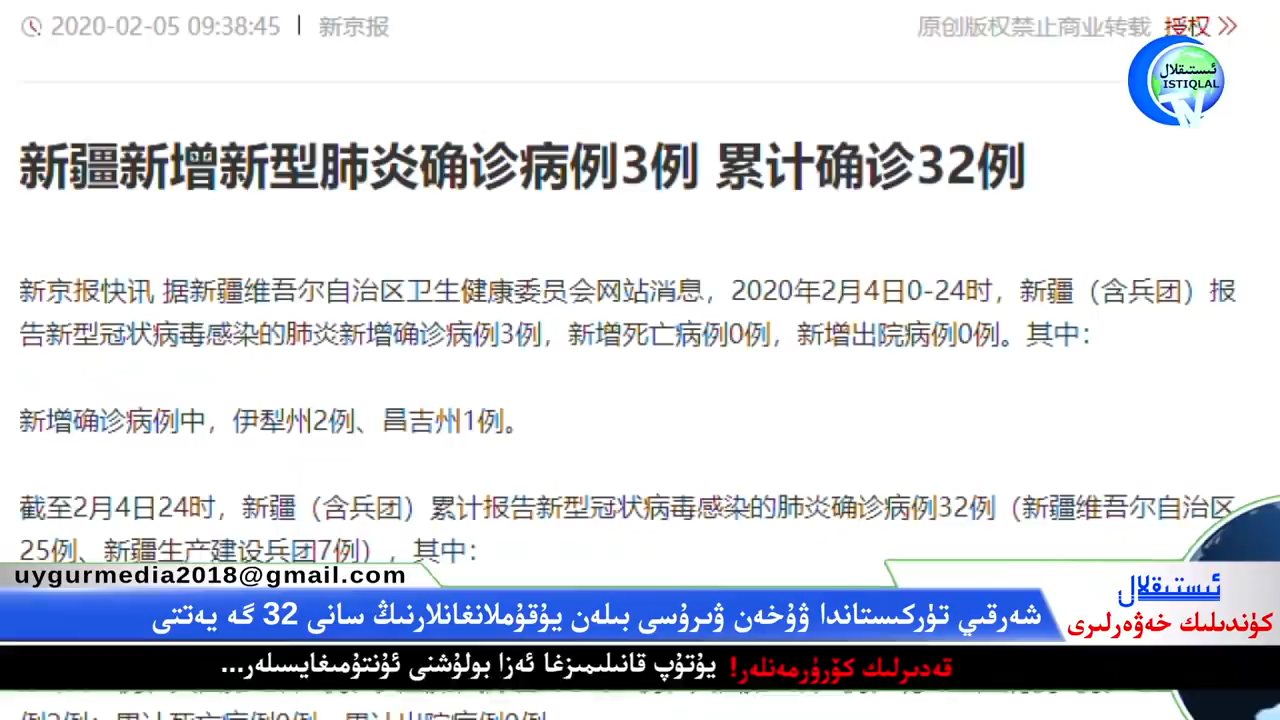 2020-02-05 09:38:45 | 新京报
原创版权禁止商业转载 授权 >>
ئىستىقلال
ISTIQLAL
TV
新疆新增新型肺炎确诊病例3例 累计确诊32例
新京报快讯 据新疆维吾尔自治区卫生健康委员会网站消息，2020年2月4日0-24时，新疆（含兵团）报
告新型冠状病毒感染的肺炎新增确诊病例3例，新增死亡病例0例，新增出院病例0例。其中：
新增确诊病例中，伊犁州2例、昌吉州1例。
截至2月4日24时，新疆（含兵团）累计报告新型冠状病毒感染的肺炎确诊病例32例（新疆维吾尔自治区
25例、新疆生产建设兵团7例），其中：
uygurmedia2018@gmail.com
ئىستىقلال
كۈندىلىك خەۋەرلىرى
شەرقىي تۈركىستاندا ۋۇخەن ۋىرۇسى بىلەن يۇقۇملانغانلارنىڭ سانى 32 گە يەتتى
قەدىرلىك كۆرۈرمەنلەر! يۇتۇپ قانىلىمىزغا ئەزا بولۇشنى ئۇنتۇمىغايسىلەر...